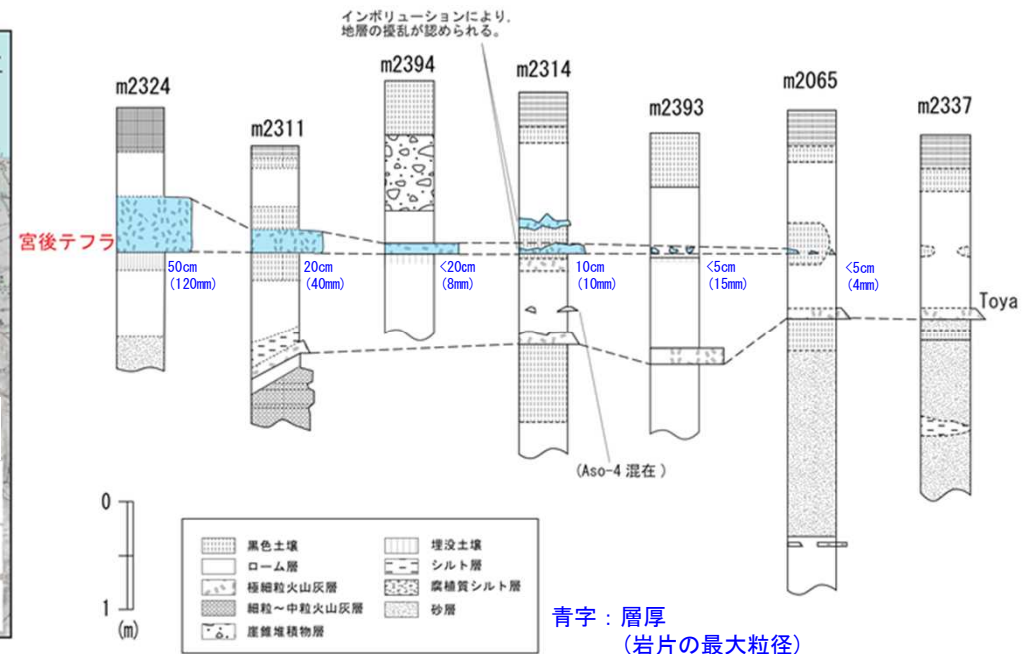 インボリューションにより,
地層の擾乱が認められる。
m2324
m2311
m2394
m2314
m2393
m2065
m2337
宮後テフラ
50cm
(120mm)
20cm
(40mm)
<20cm
(8mm)
10cm
(10mm)
<5cm
(15mm)
<5cm
(4mm)
Toya
(Aso-4 混在)
0
1
(m)
黒色土壌
ローム層
極細粒火山灰層
細粒～中粒火山灰層
崖錐堆積物層
埋没土壌
シルト層
腐植質シルト層
砂層
青字：層厚
(岩片の最大粒径)